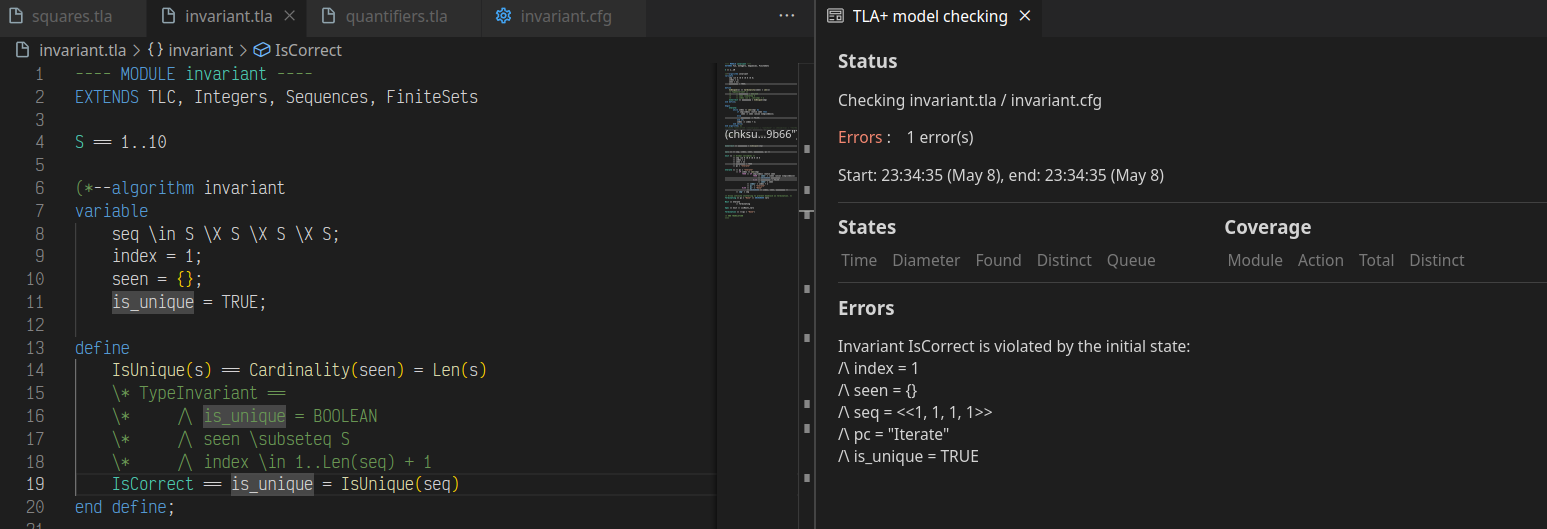 squares.tla invariant.tla quantifiers.tla invariant.cfg ...
invariant.tla > {} invariant > IsCorrect
1 ---- MODULE invariant ----
2 EXTENDS TLC, Integers, Sequences, FiniteSets
3
4 S == 1..10
5
6 (*--algorithm invariant
7 variable
8 seq \in S \X S \X S \X S;
9 index = 1;
10 seen = {};
11 is_unique = TRUE;
12
13 define
14 IsUnique(s) == Cardinality(seen) = Len(s)
15 \* TypeInvariant ==
16 \* /\ is_unique = BOOLEAN
17 \* /\ seen \subseteq S
18 \* /\ index \in 1..Len(seq) + 1
19 IsCorrect == is_unique = IsUnique(seq)
20 end define;
21
(chksu...9b66"
TLA+ model checking
Status
Checking invariant.tla / invariant.cfg
Errors : 1 error(s)
Start: 23:34:35 (May 8), end: 23:34:35 (May 8)
States
Time Diameter Found Distinct Queue
Coverage
Module Action Total Distinct
Errors
Invariant IsCorrect is violated by the initial state:
/\ index = 1
/\ seen = {}
/\ seq = <<1, 1, 1, 1>>
/\ pc = "Iterate"
/\ is_unique = TRUE